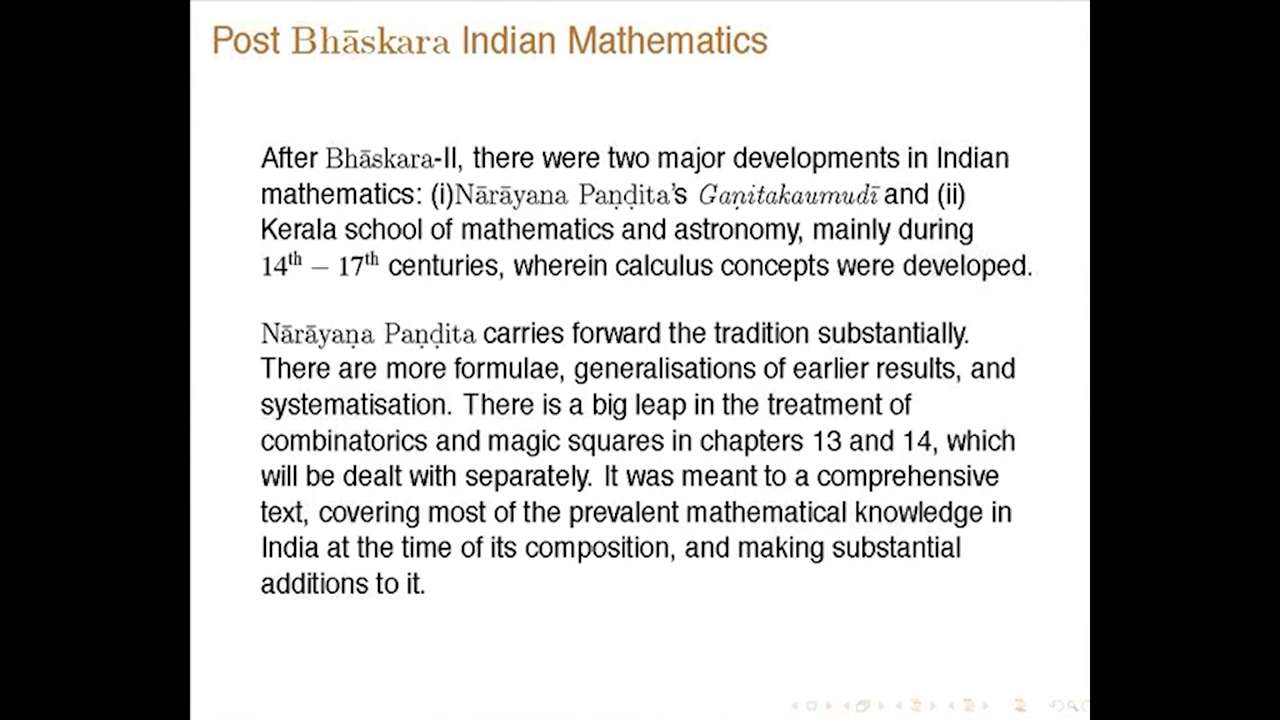 Post Bhāskara Indian Mathematics
After Bhāskara-II, there were two major developments in Indian
mathematics: (i)Nārāyana Paṇḍita's Gaṇitakaumudī and (ii)
Kerala school of mathematics and astronomy, mainly during
14th – 17th centuries, wherein calculus concepts were developed.
Nārāyaṇa Paṇḍita carries forward the tradition substantially.
There are more formulae, generalisations of earlier results, and
systematisation. There is a big leap in the treatment of
combinatorics and magic squares in chapters 13 and 14, which
will be dealt with separately. It was meant to a comprehensive
text, covering most of the prevalent mathematical knowledge in
India at the time of its composition, and making substantial
additions to it.